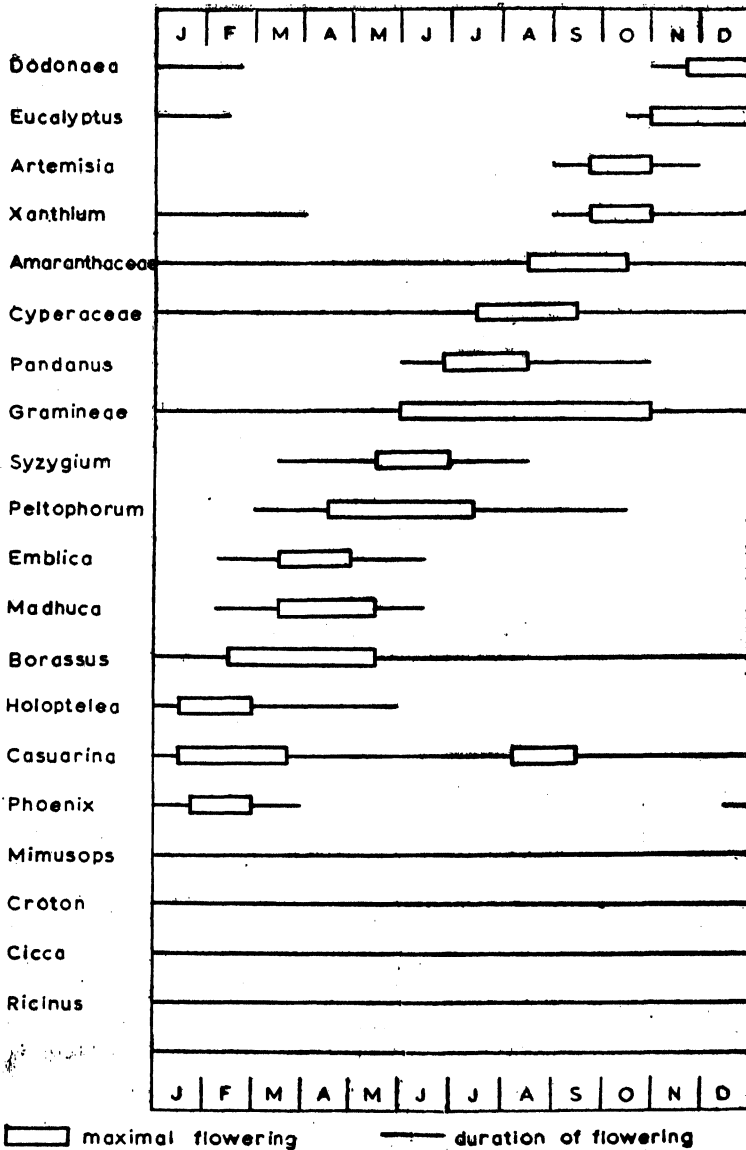 J F M A M J J A S O N D
Dodonaea
Eucalyptus
Artemisia
Xanthium
Amaranthaceae
Cyperaceae
Pandanus
Gramineae
Syzygium
Peltophorum
Emblica
Madhuca
Borassus
Holoptelea
Casuarina
Phoenix
Mimusops
Croton
Cicca
Ricinus
J F M A M J J A S O N D
maximal flowering duration of flowering